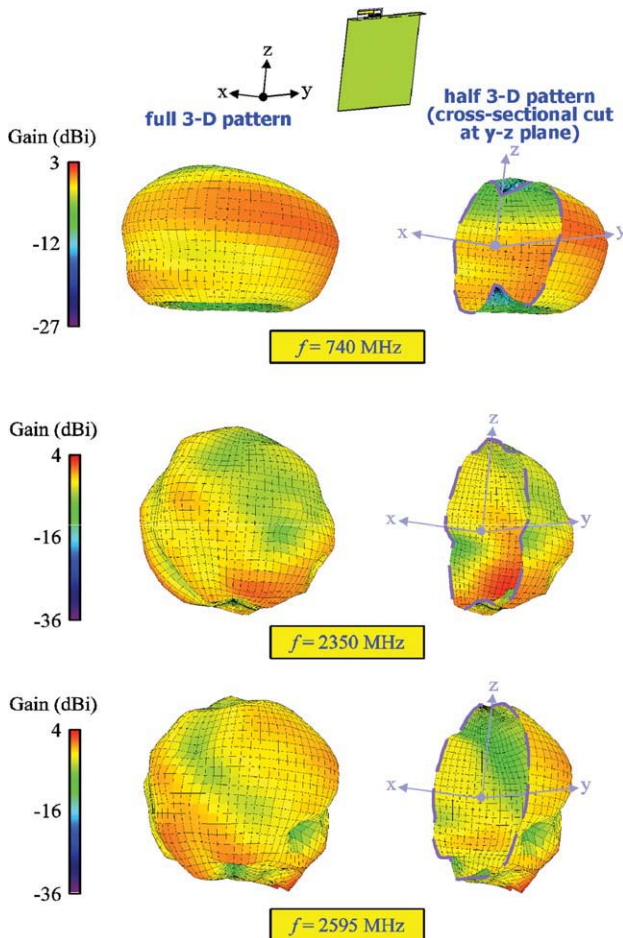 z
x
y
full 3-D pattern
half 3-D pattern
(cross-sectional cut
at y-z plane)
Gain (dBi)
3
-12
-27
z
x
y
f = 740 MHz
Gain (dBi)
4
-16
-36
z
x
y
f = 2350 MHz
Gain (dBi)
4
-16
-36
z
x
y
f = 2595 MHz